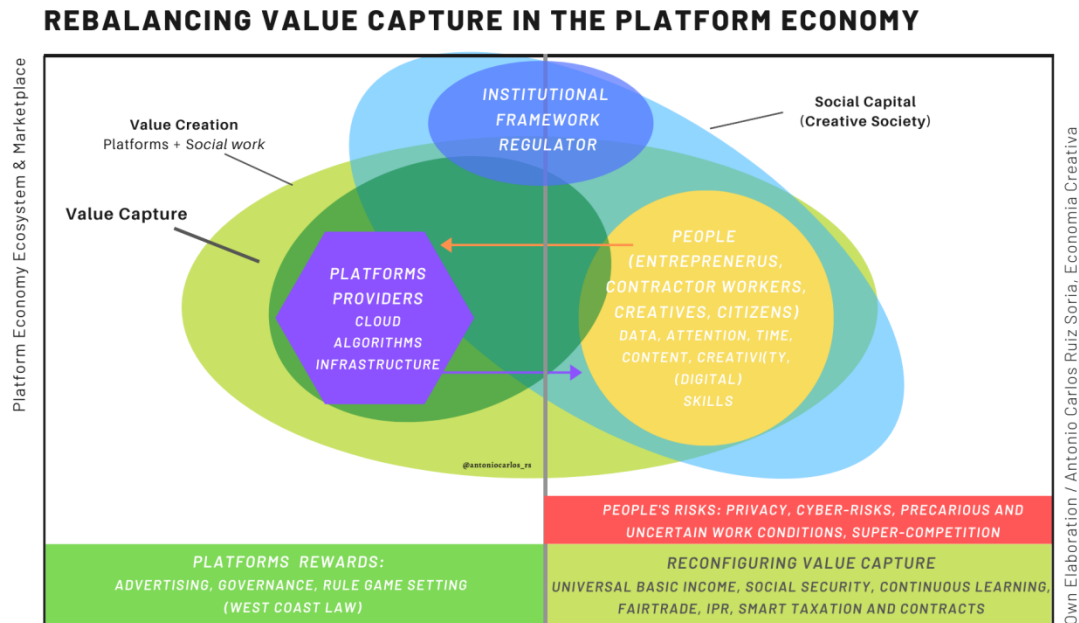 REBALANCING VALUE CAPTURE IN THE PLATFORM ECONOMY
Platform Economy Ecosystem & Marketplace
Value Creation
Platforms + Social work
Value Capture
INSTITUTIONAL
FRAMEWORK
REGULATOR
Social Capital
(Creative Society)
PLATFORMS
PROVIDERS
CLOUD
ALGORITHMS
INFRASTRUCTURE
PEOPLE
(ENTREPRENERUS,
CONTRACTOR WORKERS,
CREATIVES, CITIZENS)
DATA, ATTENTION, TIME,
CONTENT, CREATIVI(TY,
(DIGITAL)
SKILLS
@antoniocarlos_rs
PEOPLE'S RISKS: PRIVACY, CYBER-RISKS, PRECARIOUS AND
UNCERTAIN WORK CONDITIONS, SUPER-COMPETITION
PLATFORMS REWARDS:
ADVERTISING, GOVERNANCE, RULE GAME SETTING
(WEST COAST LAW)
RECONFIGURING VALUE CAPTURE
UNIVERSAL BASIC INCOME, SOCIAL SECURITY, CONTINUOUS LEARNING,
FAIRTRADE, IPR, SMART TAXATION AND CONTRACTS
Own Elaboration / Antonio Carlos Ruiz Soria, Economia Creativa